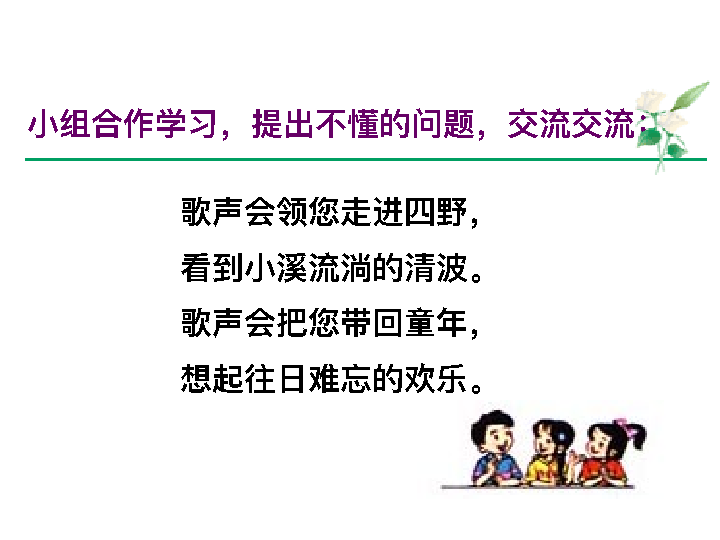 小组合作学习，提出不懂的问题，交流交流：
歌声会领您走进四野，
看到小溪流淌的清波。
歌声会把您带回童年，
想起往日难忘的欢乐。